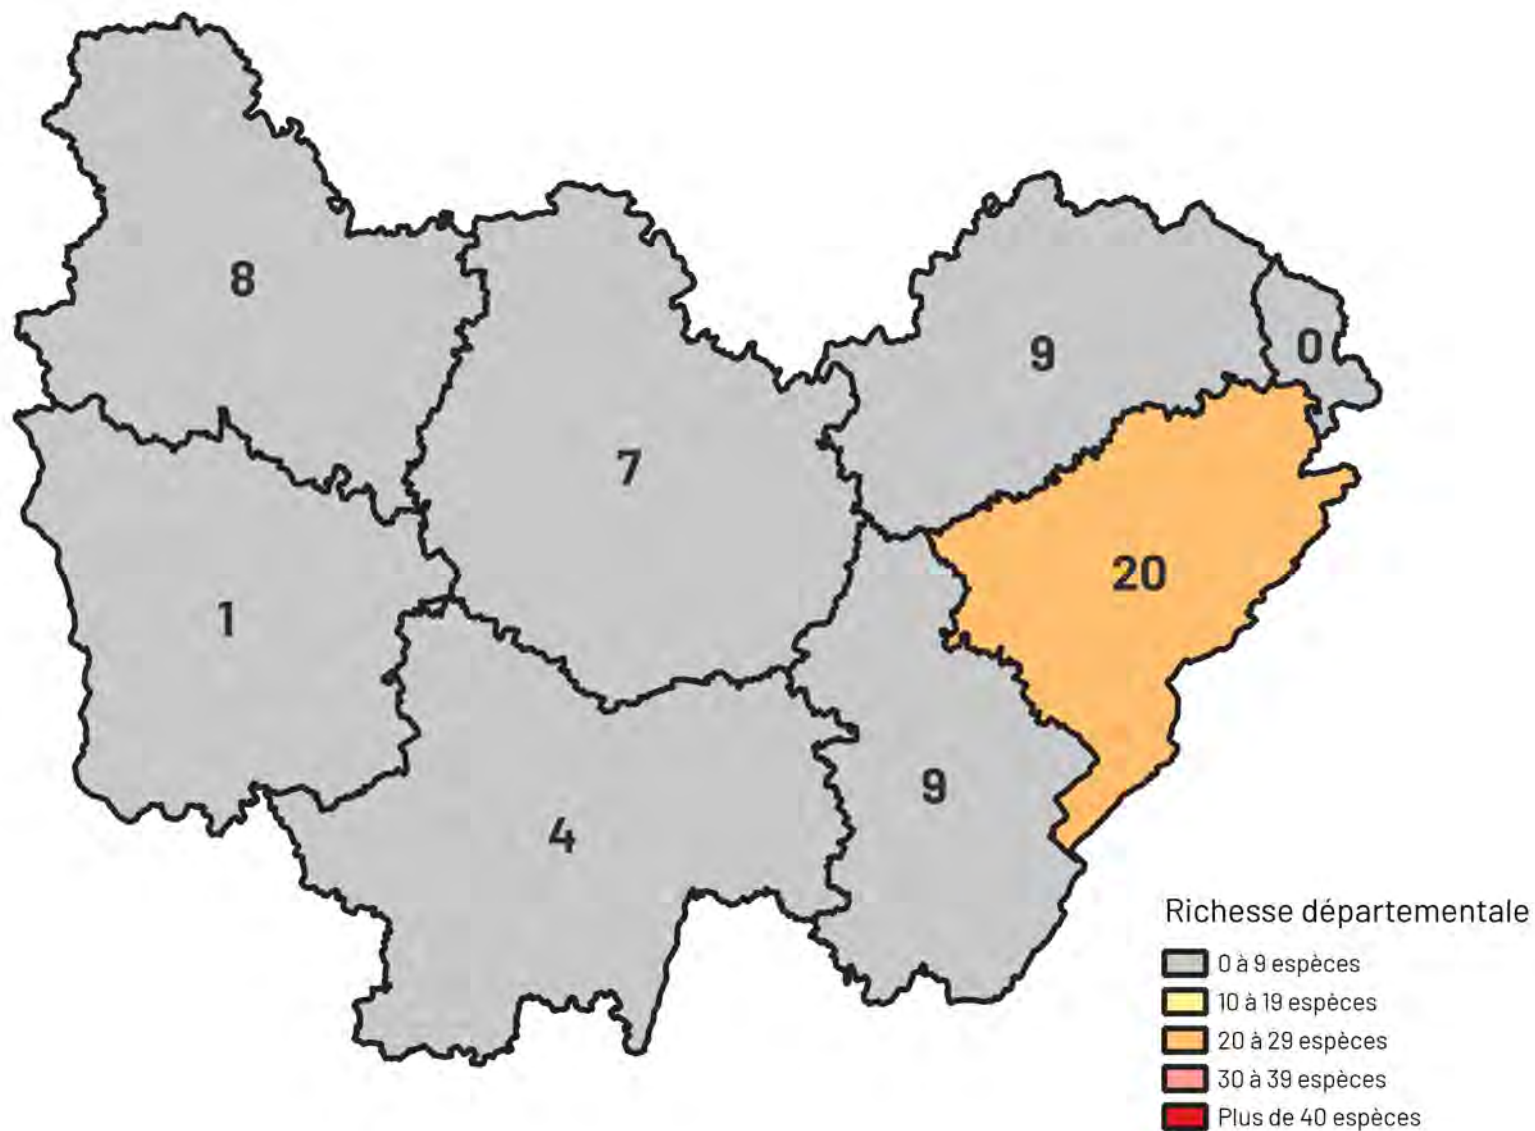 8
9
0
7
20
1
9
4
Richesse départementale
0 à 9 espèces
10 à 19 espèces
20 à 29 espèces
30 à 39 espèces
Plus de 40 espèces